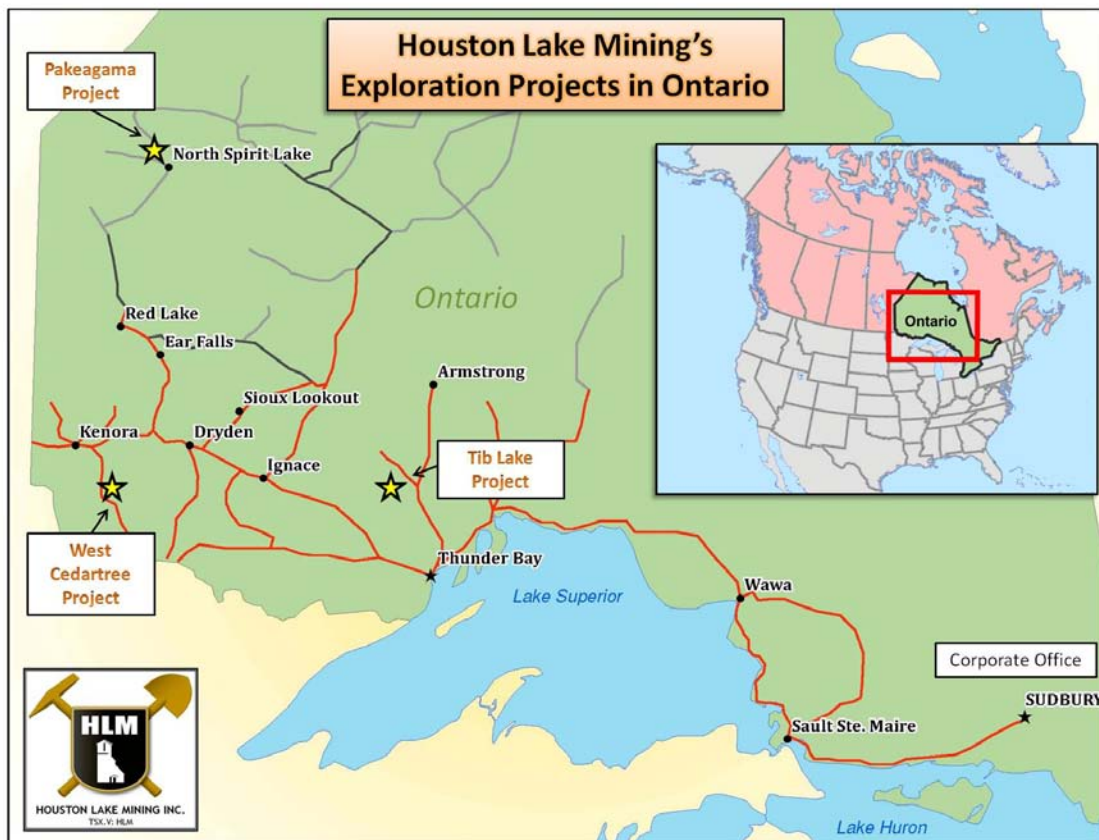 Houston Lake Mining's
Exploration Projects in Ontario
Pakeagama
Project
North Spirit Lake
Ontario
Ontario
Red Lake
Ear Falls
Armstrong
Sioux Lookout
Kenora
Dryden
Ignace
Tib Lake
Project
West
Cedartree
Project
Thunder Bay
Lake Superior
Wawa
Corporate Office
SUDBURY
Sault Ste. Maire
Lake Huron
HLM
HOUSTON LAKE MINING INC.
TSX.V: HLM